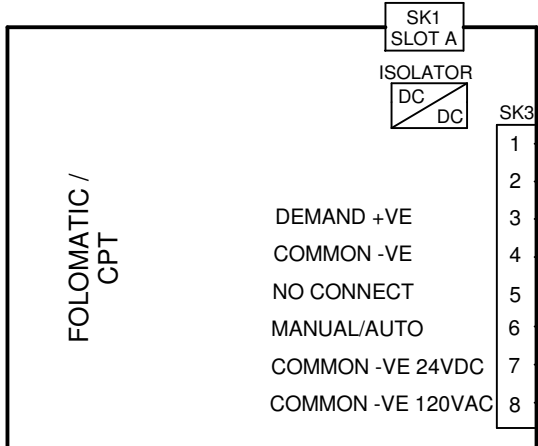 SK1
SLOT A
ISOLATOR
DC
DC
SK3
1
2
FOLOMATIC /
CPT
DEMAND +VE 3
COMMON -VE 4
NO CONNECT 5
MANUAL/AUTO 6
COMMON -VE 24VDC 7
COMMON -VE 120VAC 8